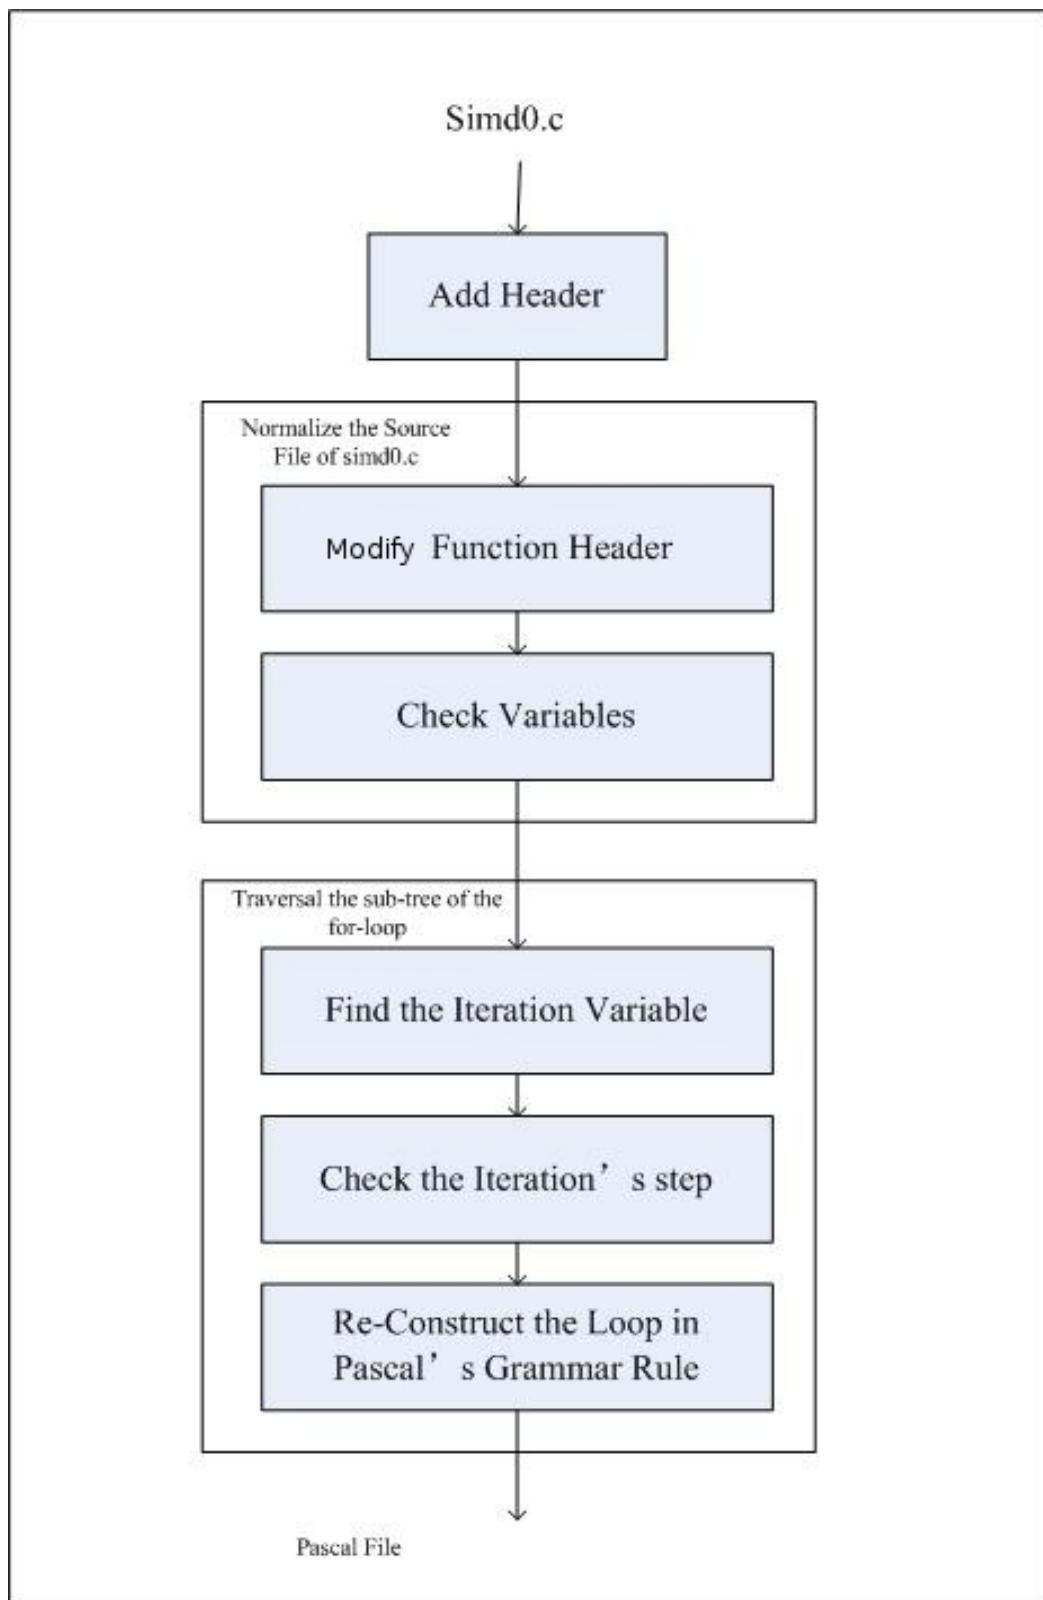 Simd0.c
Add Header
Normalize the Source
File of simd0.c
Modify Function Header
Check Variables
Traversal the sub-tree of the
for-loop
Find the Iteration Variable
Check the Iteration’s step
Re-Construct the Loop in
Pascal’s Grammar Rule
Pascal File